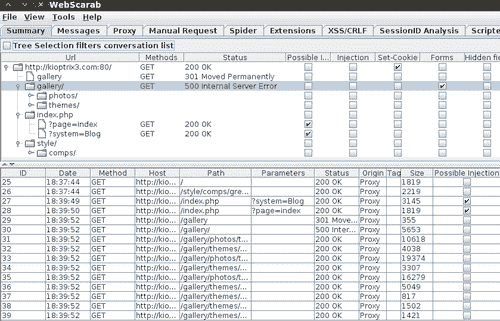 WebScarab
File View Tools Help
Summary Messages Proxy Manual Request Spider Extensions XSS/CRLF SessionID Analysis Scripte
Tree Selection filters conversation list
Url Methods Status Possible I... Injection Set-Cookie Forms Hidden fie
http://kioptrix3.com:80/ GET 200 OK
gallery GET 301 Moved Permanently
gallery/ GET 500 Internal Server Error
photos/
themes/
index.php
?page=index GET 200 OK
?system=Blog GET 200 OK
style/
comps/
ID Date Method Host Path Parameters Status Origin Tag Size Possible Injection
25 18:37:44 GET http://kio... / 200 OK Proxy 1819
26 18:37:44 GET http://kio... /style/comps/gre... 200 OK Proxy 2219
27 18:39:49 GET http://kio... /index.php ?system=Blog 200 OK Proxy 3145
28 18:39:50 GET http://kio... /index.php ?page=index 200 OK Proxy 1819
29 18:39:52 GET http://kio... /gallery 301 Move... Proxy 355
30 18:39:52 GET http://kio... /gallery/ 500 Inter... Proxy 5653
31 18:39:52 GET http://kio... /gallery/photos/t... 200 OK Proxy 10618
32 18:39:52 GET http://kio... /gallery/themes/... 200 OK Proxy 4038
33 18:39:52 GET http://kio... /gallery/photos/t... 200 OK Proxy 19374
34 18:39:52 GET http://kio... /gallery/themes/... 200 OK Proxy 3307
35 18:39:52 GET http://kio... /gallery/photos/t... 200 OK Proxy 16279
36 18:39:52 GET http://kio... /gallery/themes/... 200 OK Proxy 5049
37 18:39:52 GET http://kio... /gallery/themes/... 200 OK Proxy 817
38 18:39:52 GET http://kio... /gallery/themes/... 200 OK Proxy 1502
39 18:39:52 GET http://kio... /gallery/themes/... 200 OK Proxy 1421